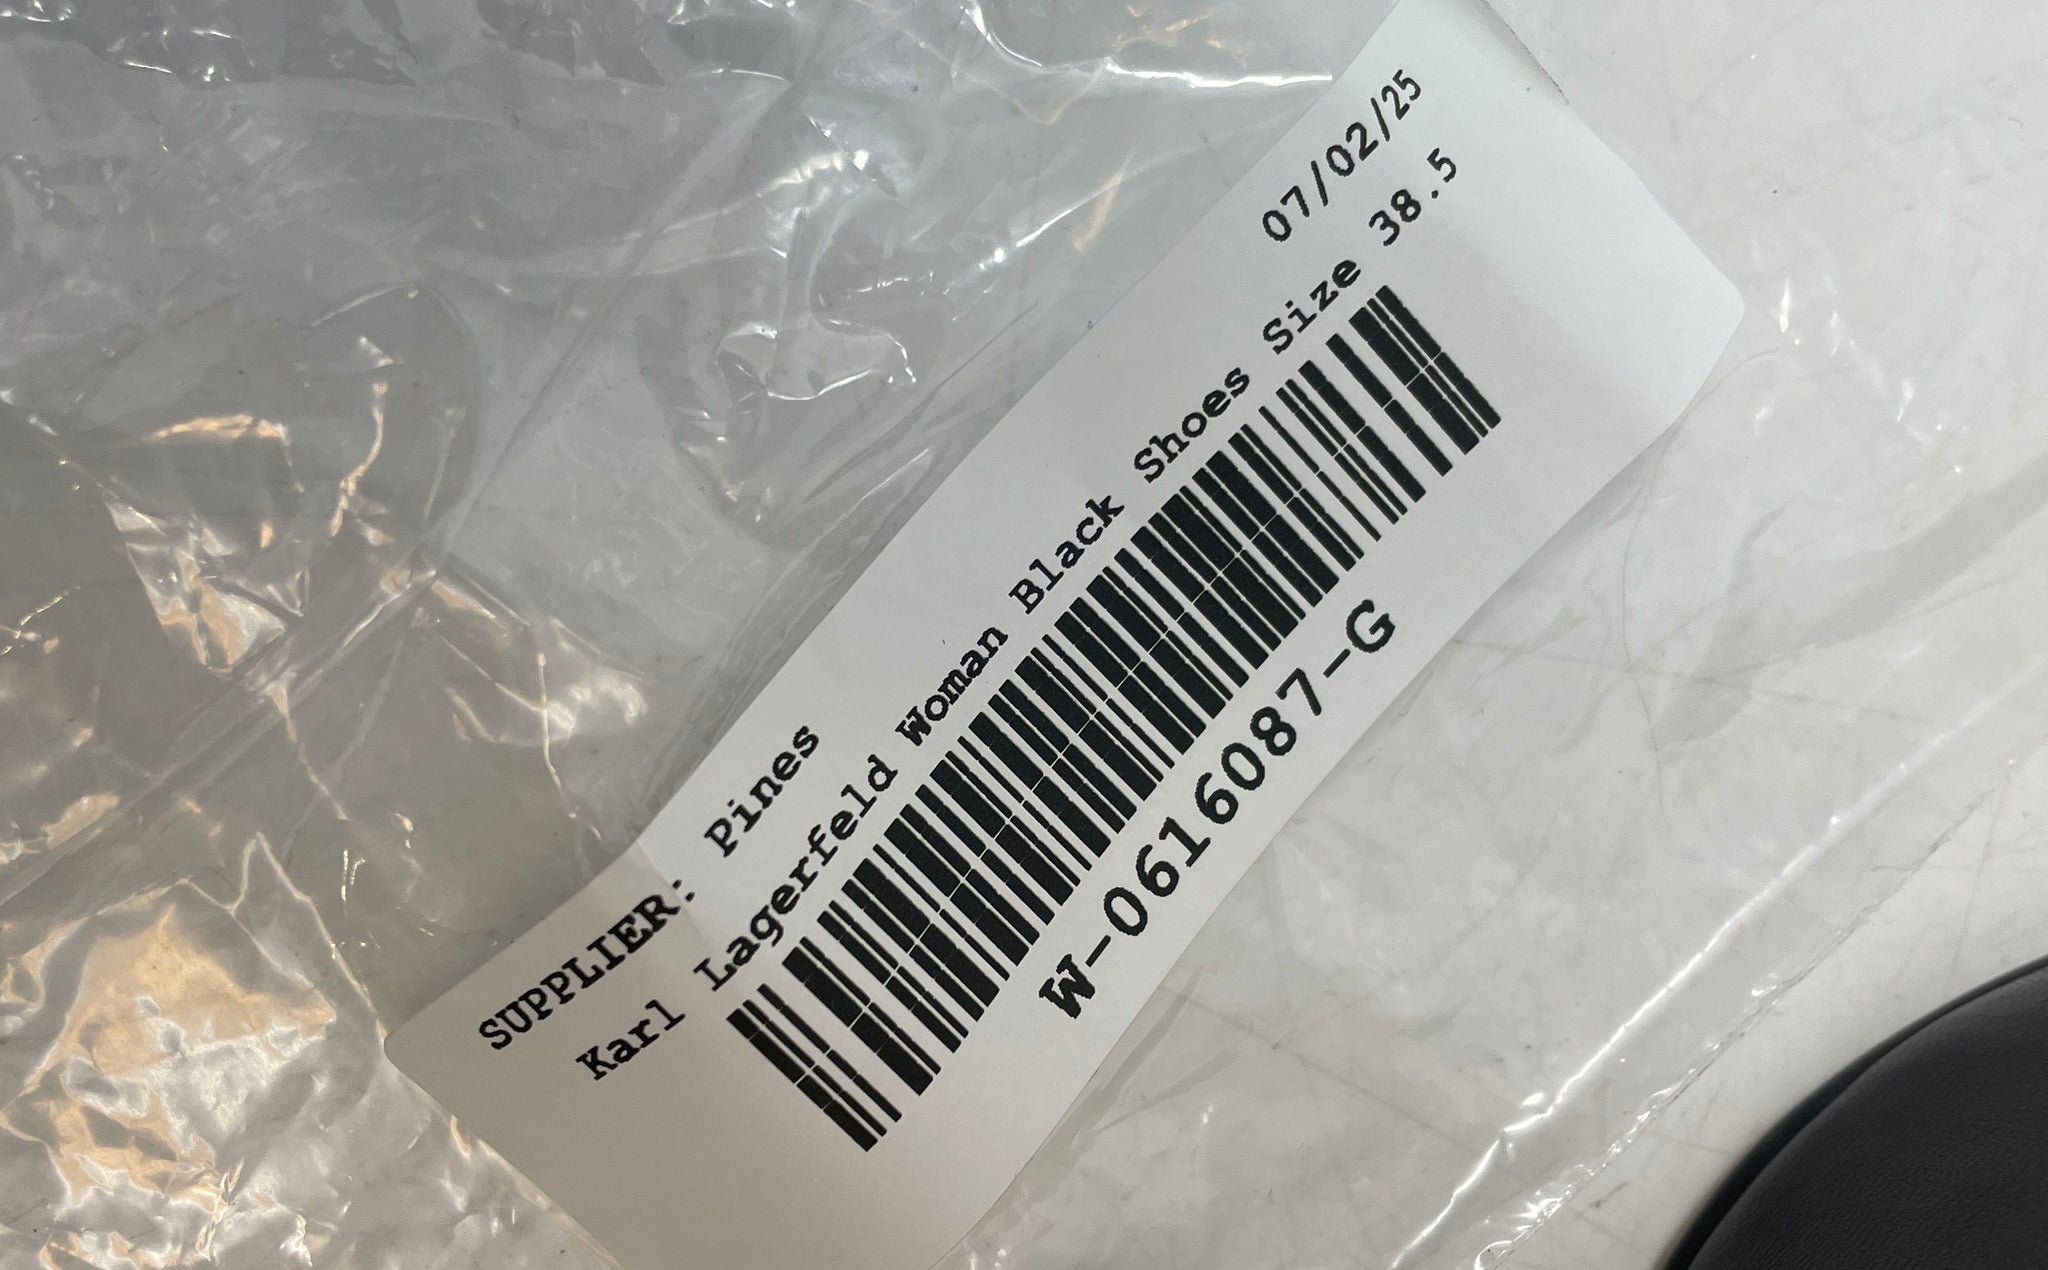 SUPPLIER: Pines 07/02/25
Karl Lagerfeld Woman Black Shoes Size 38.5
W-0616087-G